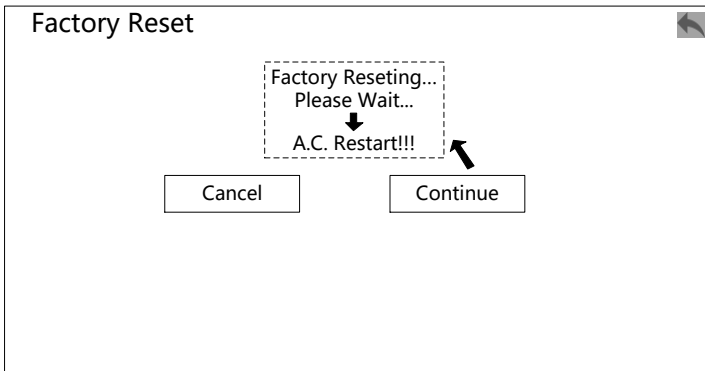 Factory Reset
Factory Reseting...
Please Wait...
A.C. Restart!!!
Cancel
Continue